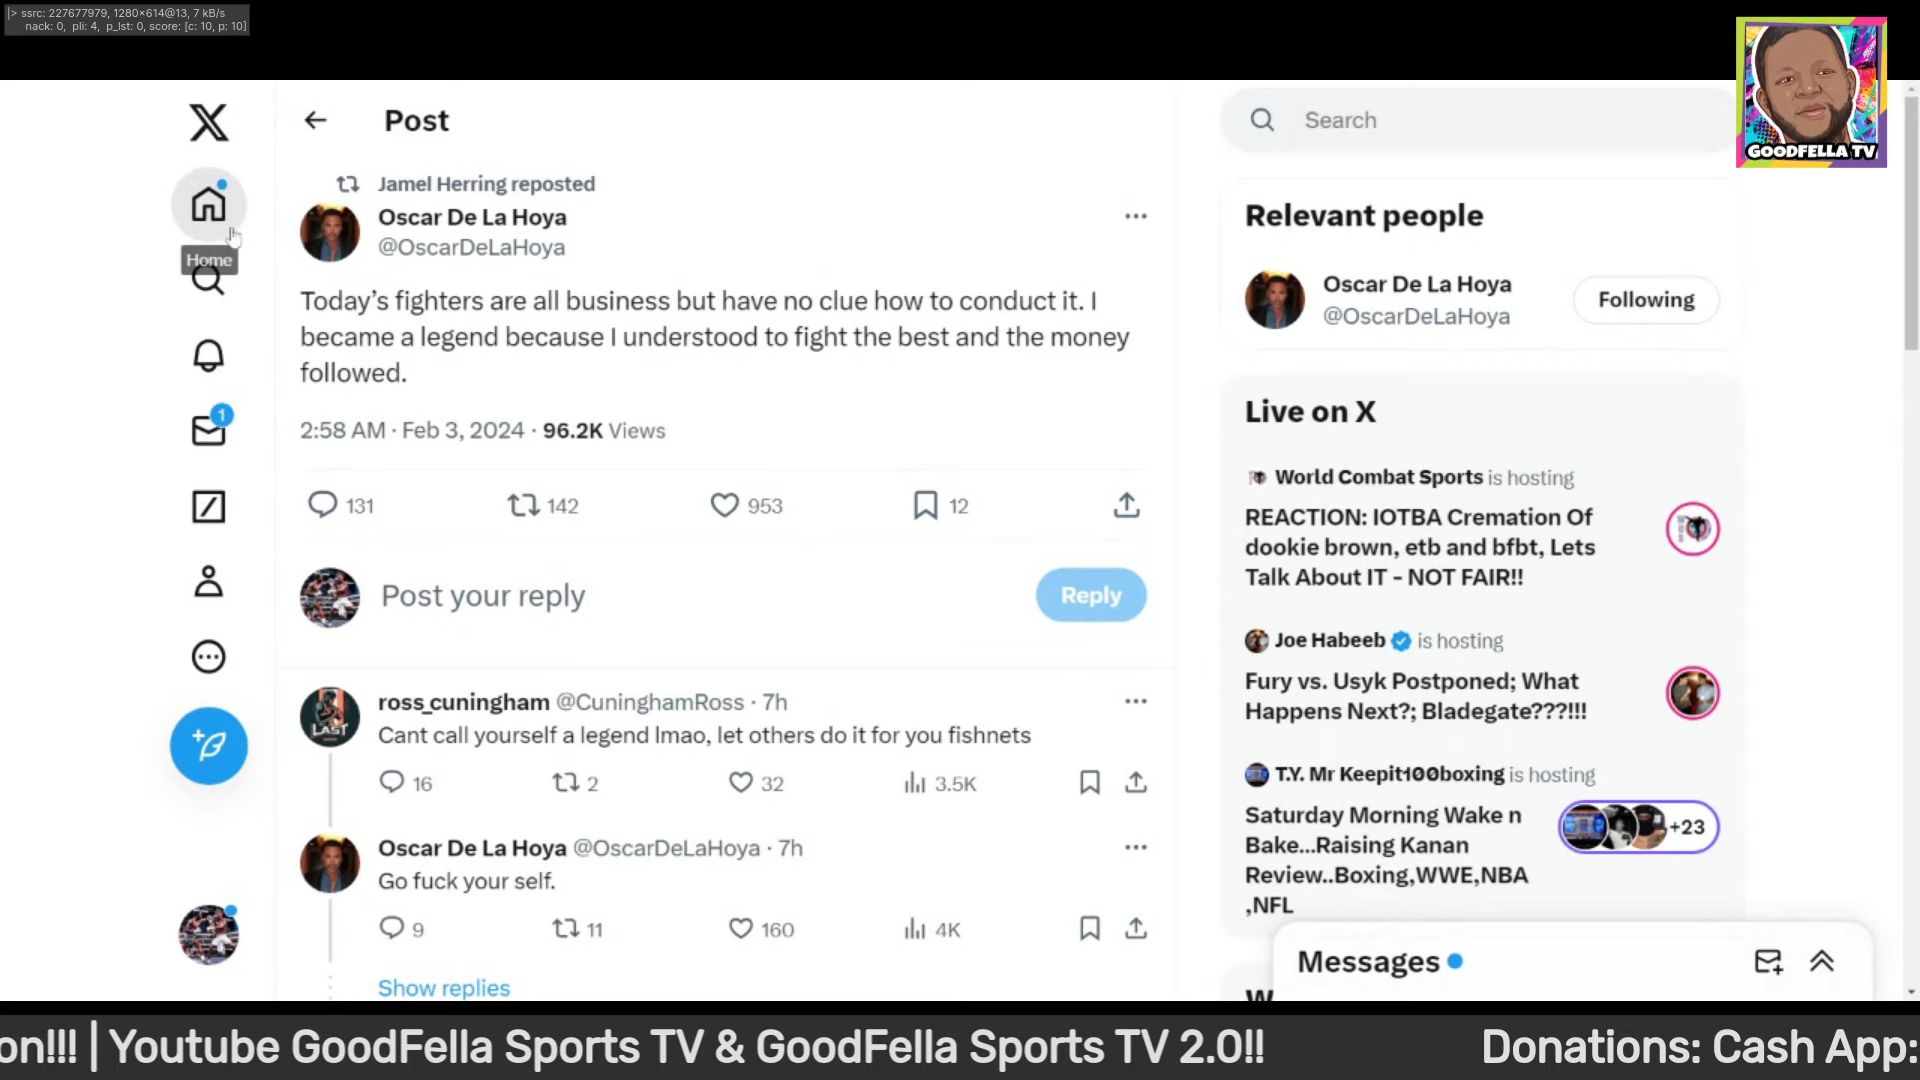 |> ssrc: 227677979, 1280x614@13, 7 kB/s
nack: 0, pli: 4, p_lst: 0, score: [c: 10, p: 10]
GOODFELLA TV
Post
Search
Jamel Herring reposted
Oscar De La Hoya
@OscarDeLaHoya
Home
Today's fighters are all business but have no clue how to conduct it. I
became a legend because I understood to fight the best and the money
followed.
2:58 AM · Feb 3, 2024 · 96.2K Views
131 142 953 12
Post your reply
Reply
ross_cuningham @CuninghamRoss · 7h
Cant call yourself a legend lmao, let others do it for you fishnets
16 2 32 3.5K
Oscar De La Hoya @OscarDeLaHoya · 7h
Go fuck your self.
9 11 160 4K
Show replies
1
Relevant people
Oscar De La Hoya
@OscarDeLaHoya
Following
Live on X
World Combat Sports is hosting
REACTION: IOTBA Cremation Of
dookie brown, etb and bfbt, Lets
Talk About IT - NOT FAIR!!
Joe Habeeb is hosting
Fury vs. Usyk Postponed; What
Happens Next?; Bladegate???!!!
T.Y. Mr Keepit100boxing is hosting
Saturday Morning Wake n
Bake...Raising Kanan
Review..Boxing,WWE,NBA
,NFL
+23
Messages
LAST
on!!! | Youtube GoodFella Sports TV & GoodFella Sports TV 2.0!!
Donations: Cash App: